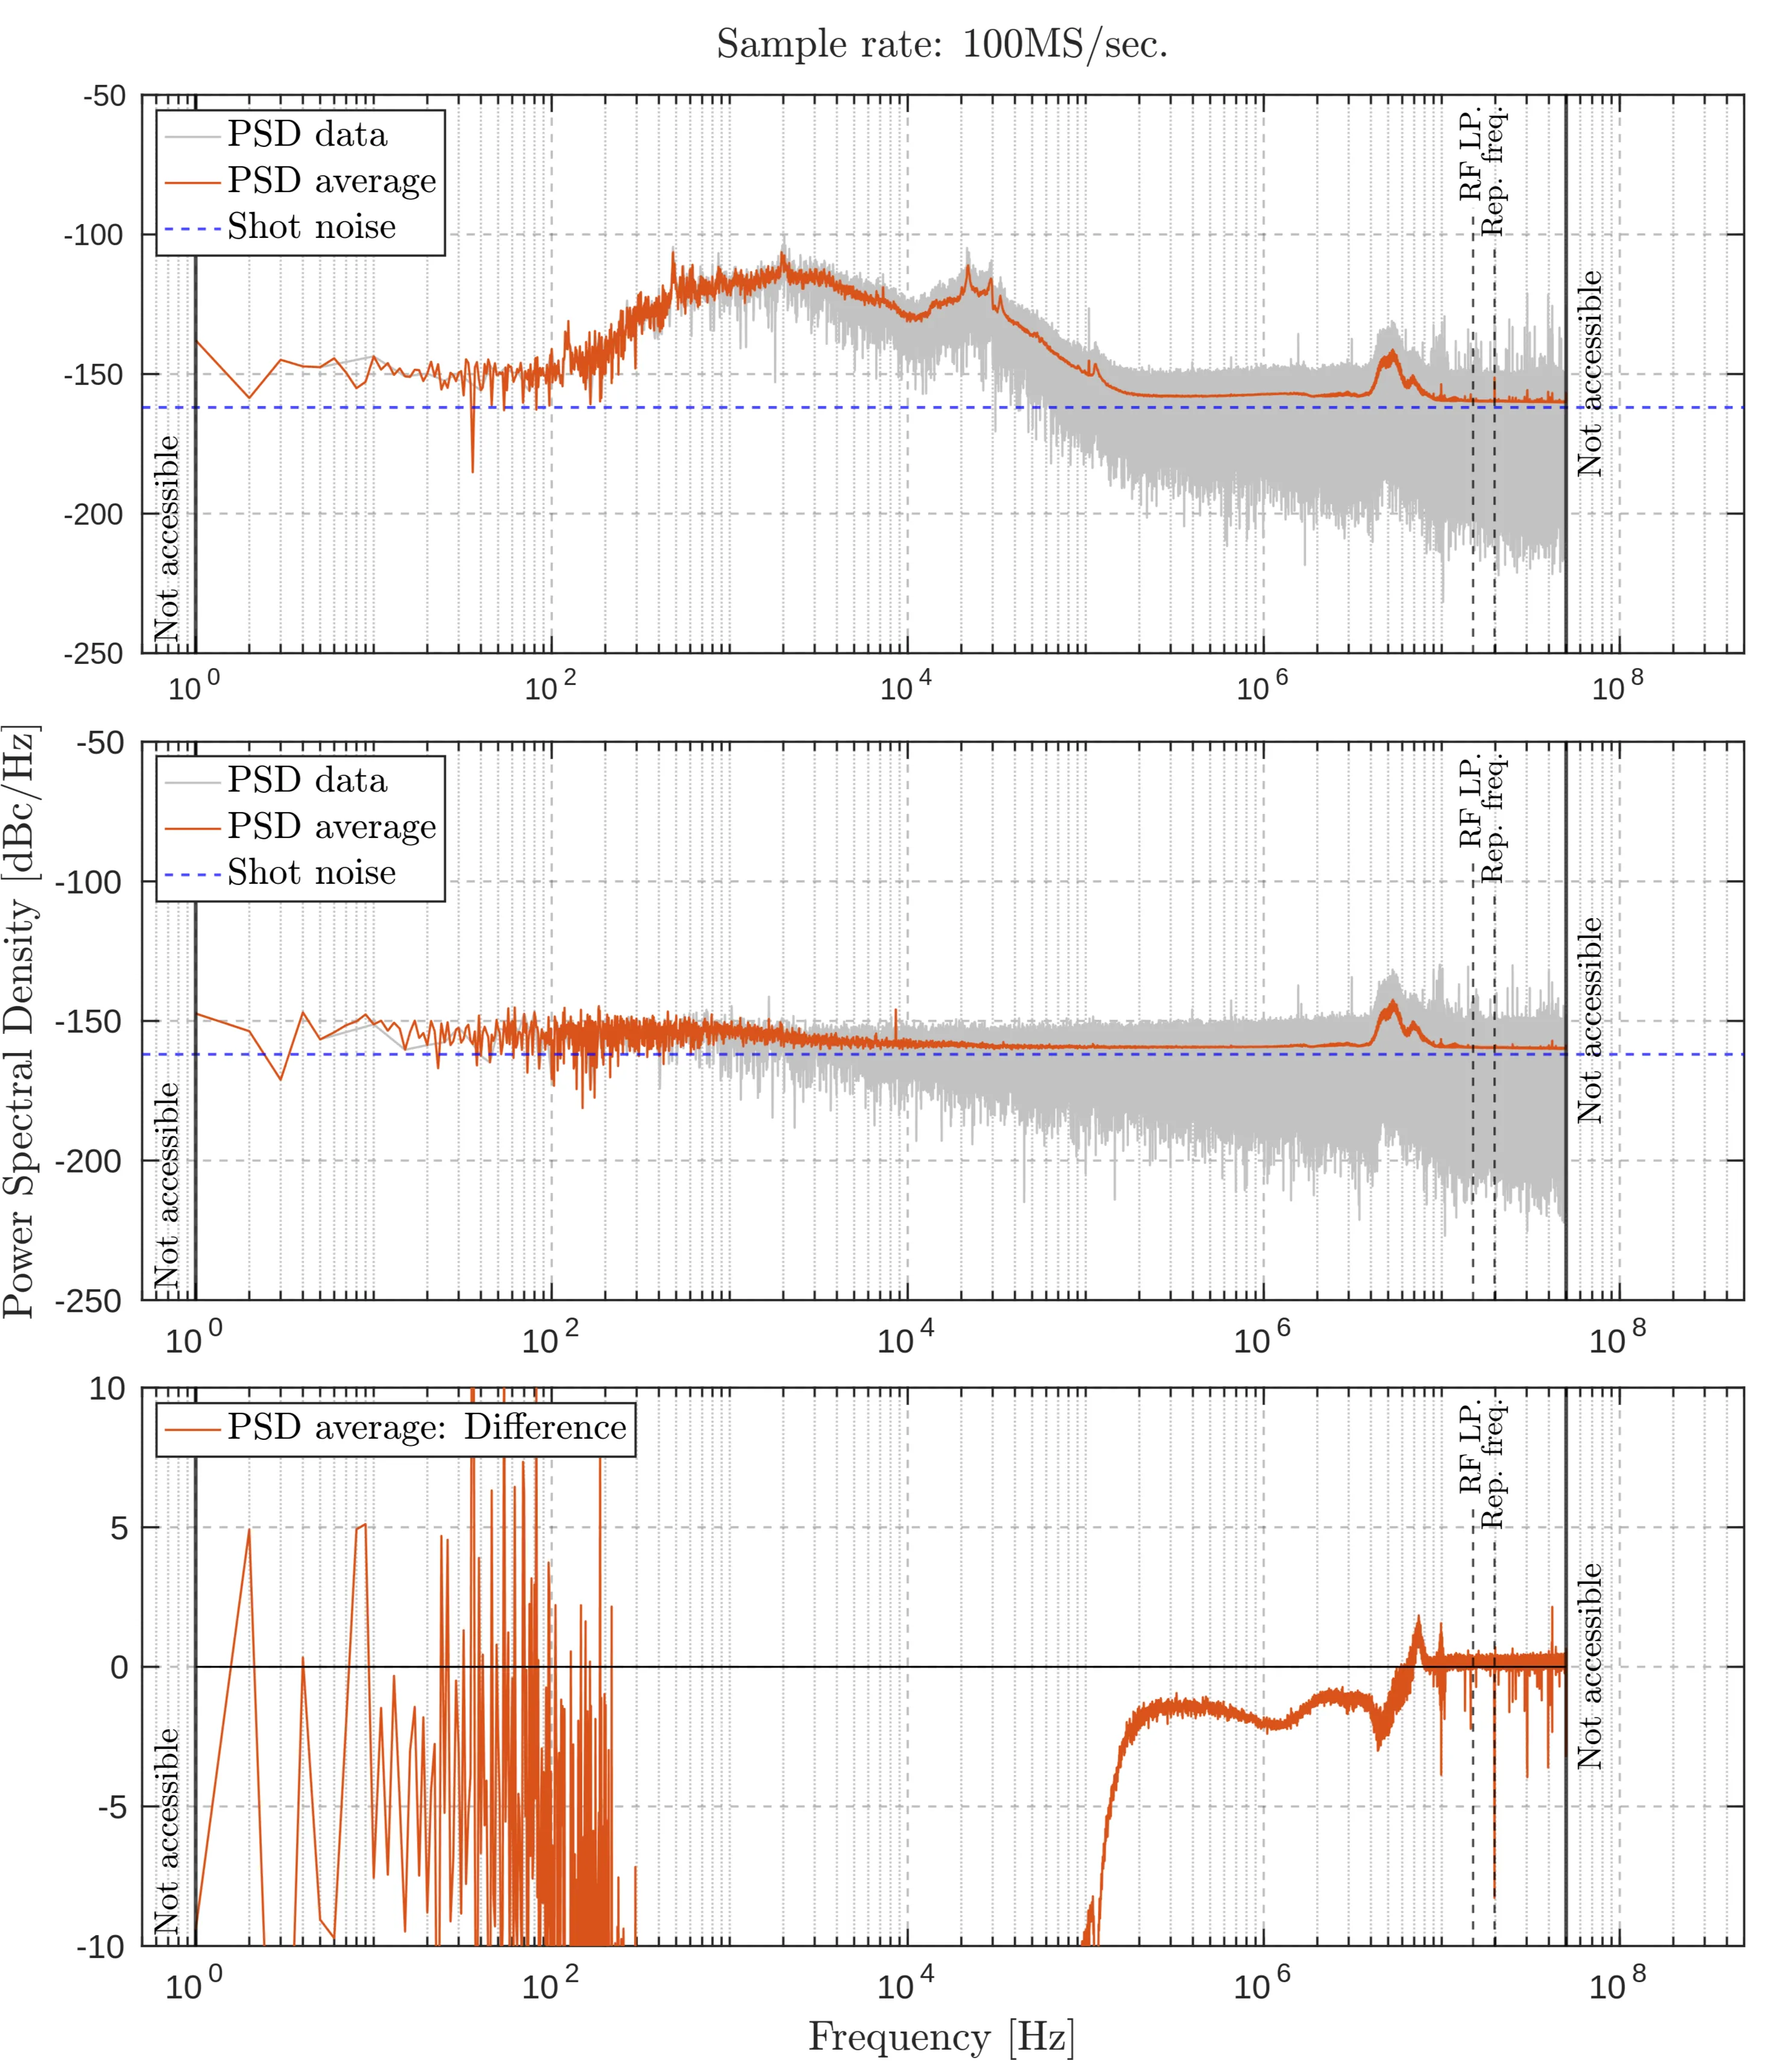 Sample rate: 100MS/sec.
-50
-100
-150
-200
-250
PSD data
PSD average
Shot noise
Not accessible
RF LP.
Rep. freq.
Not accessible
10^0 10^2 10^4 10^6 10^8
Power Spectral Density [dBc/Hz]
-50
-100
-150
-200
-250
PSD data
PSD average
Shot noise
Not accessible
RF LP.
Rep. freq.
Not accessible
10^0 10^2 10^4 10^6 10^8
10
5
0
-5
-10
PSD average: Difference
Not accessible
RF LP.
Rep. freq.
Not accessible
10^0 10^2 10^4 10^6 10^8
Frequency [Hz]